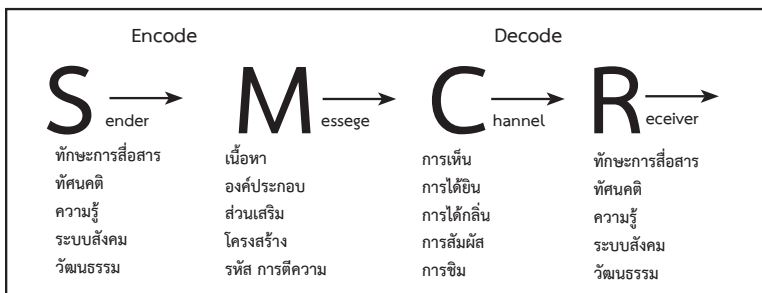 Encode Decode
S ender M essege C hannel R eceiver
ทักษะการสื่อสาร เนื้อหา การเห็น ทักษะการสื่อสาร
ทัศนคติ องค์ประกอบ การได้ยิน ทัศนคติ
ความรู้ ส่วนเสริม การได้กลิ่น ความรู้
ระบบสังคม โครงสร้าง การสัมผัส ระบบสังคม
วัฒนธรรม รหัส การตีความ การชิม วัฒนธรรม